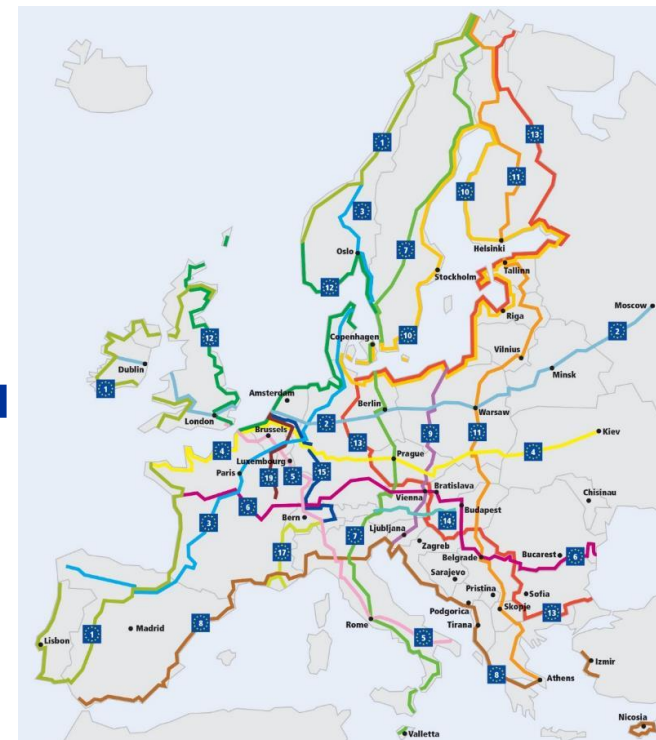 1
13
3
10
11
7
Oslo
Helsinki
Tallinn
Stockholm
12
Moscow
Riga
12
2
Copenhagen
10
Vilnius
Dublin
Minsk
1
Amsterdam
Berlin
London
2
Warsaw
Brussels
13
9
11
Kiev
4
4
Luxembourg
Prague
Paris
5
15
19
Vienna
Bratislava
Chisinau
6
Budapest
3
Bern
14
7
Ljubljana
17
Zagreb
Belgrade
Bucarest
6
Sarajevo
Pristina
Sofia
Podgorica
Skopje
13
Rome
Tirana
Madrid
8
5
Lisbon
1
8
Izmir
Athens
Nicosia
Valletta